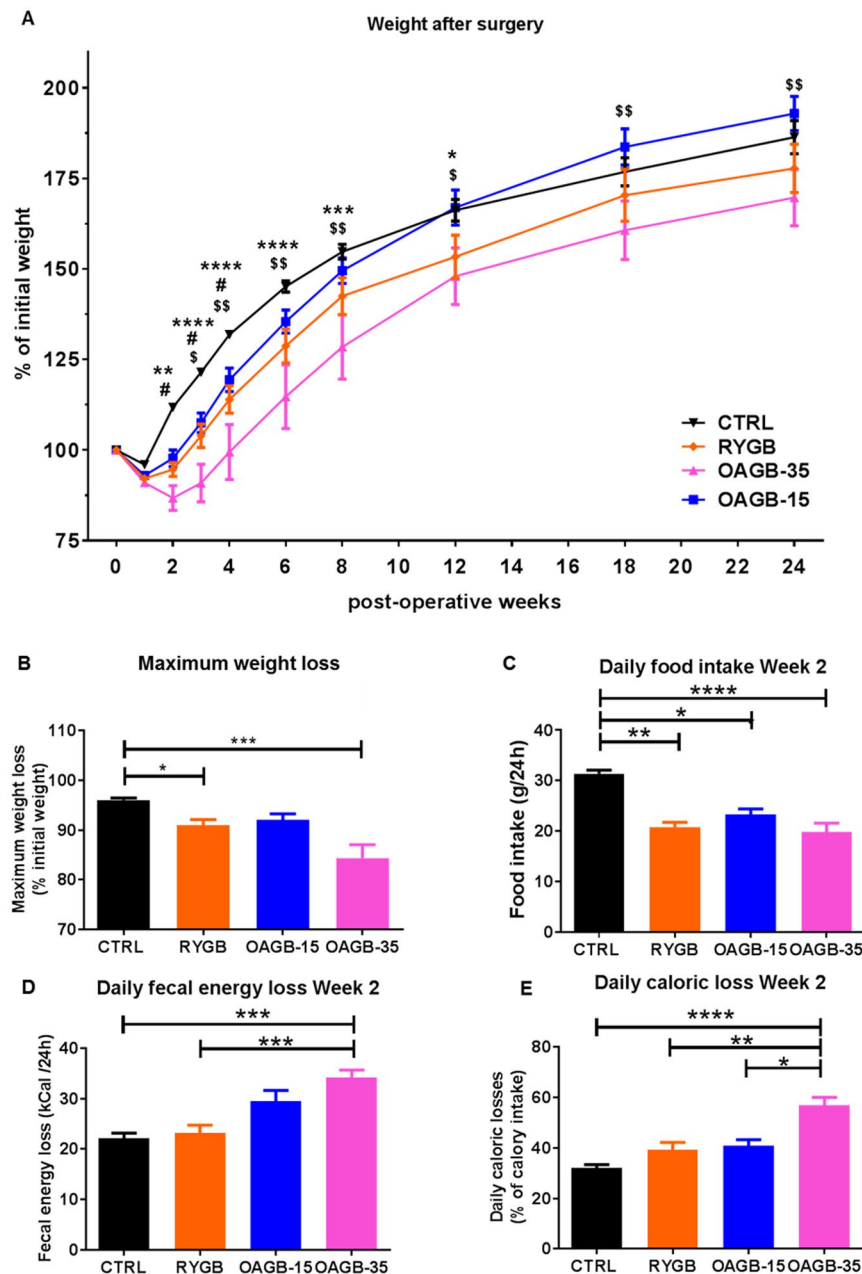 A
Weight after surgery
% of initial weight
200
175
150
125
100
75
**
#
****
#
$
****
#
$$
****
$$
***
$$
*
$
$$
$$
CTRL
RYGB
OAGB-35
OAGB-15
0 2 4 6 8 10 12 14 16 18 20 22 24
post-operative weeks
B
Maximum weight loss
Maximum weight loss
(% initial weight)
110
100
90
80
70
***
*
CTRL RYGB OAGB-15 OAGB-35
C
Daily food intake Week 2
Food intake (g/24h)
40
30
20
10
0
****
*
**
CTRL RYGB OAGB-15 OAGB-35
D
Daily fecal energy loss Week 2
Fecal energy loss (kCal /24h)
40
30
20
10
0
***
***
CTRL RYGB OAGB-15 OAGB-35
E
Daily caloric loss Week 2
Daily caloric losses
(% of calory intake)
80
60
40
20
0
****
**
*
CTRL RYGB OAGB-15 OAGB-35